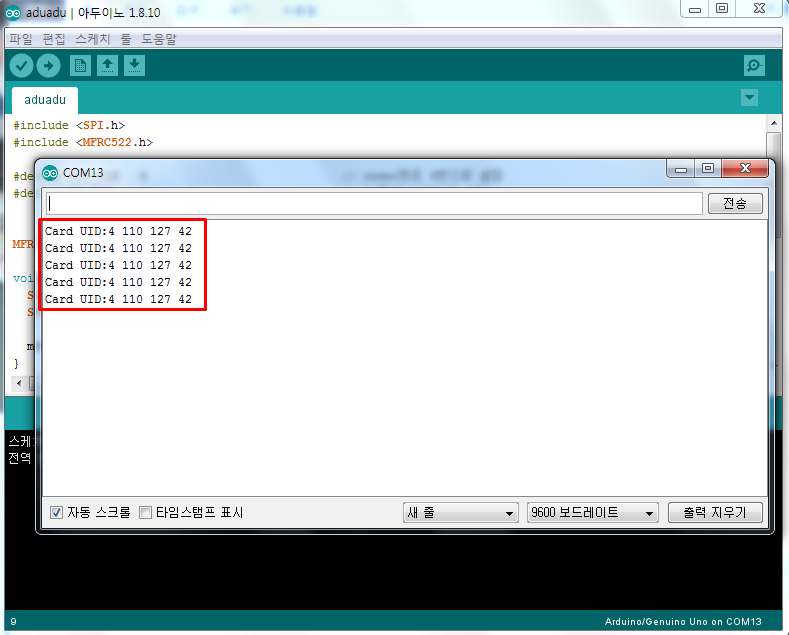 aduadu | 아두이노 1.8.10
파일 편집 스케치 툴 도움말
aduadu
#include <SPI.h>
#include <MFRC522.h>
#de
#de
MFR
voi
S
S
m
}
COM13
전송
Card UID:4 110 127 42
Card UID:4 110 127 42
Card UID:4 110 127 42
Card UID:4 110 127 42
Card UID:4 110 127 42
자동 스크롤 타임스탬프 표시 새 줄 9600 보드레이트 출력 지우기
스케
전역
9 Arduino/Genuino Uno on COM13